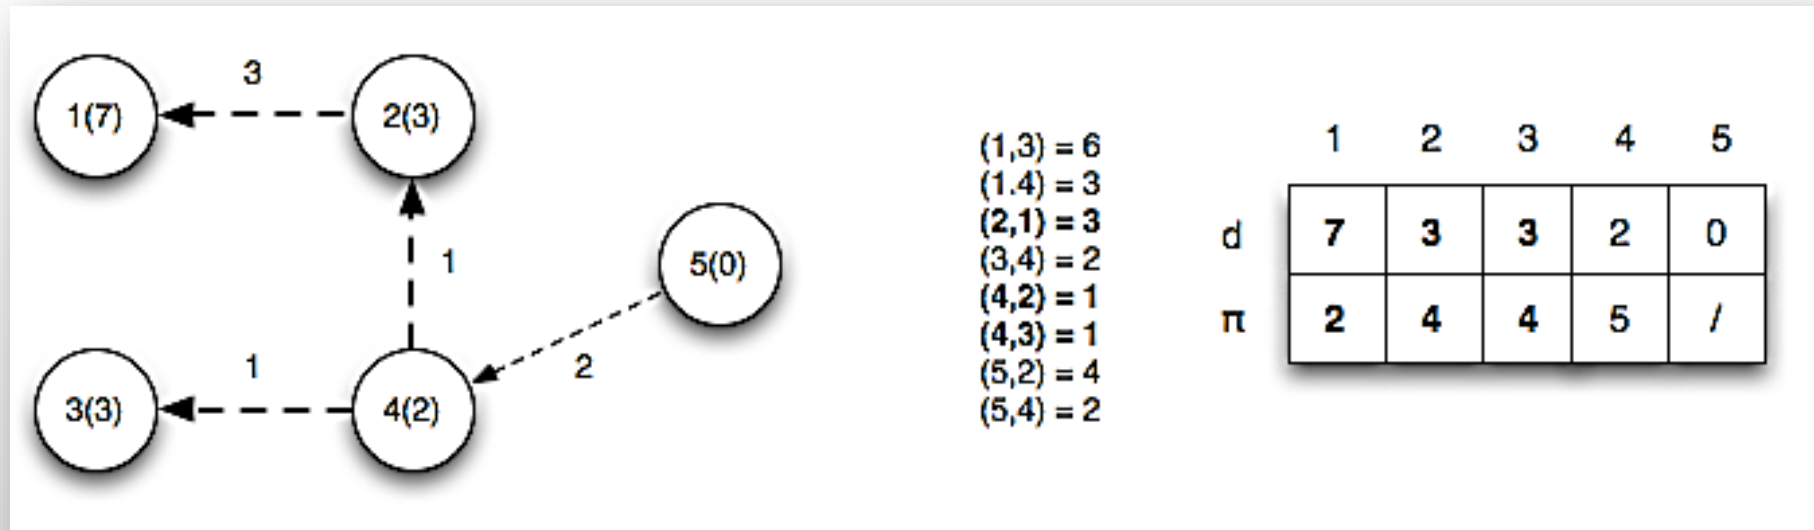 3
1(7) 2(3)
1
5(0)
1 2
3(3) 4(2)
(1,3) = 6
(1.4) = 3
(2,1) = 3
(3,4) = 2
(4,2) = 1
(4,3) = 1
(5,2) = 4
(5,4) = 2
1 2 3 4 5
d 7 3 3 2 0
π 2 4 4 5 /